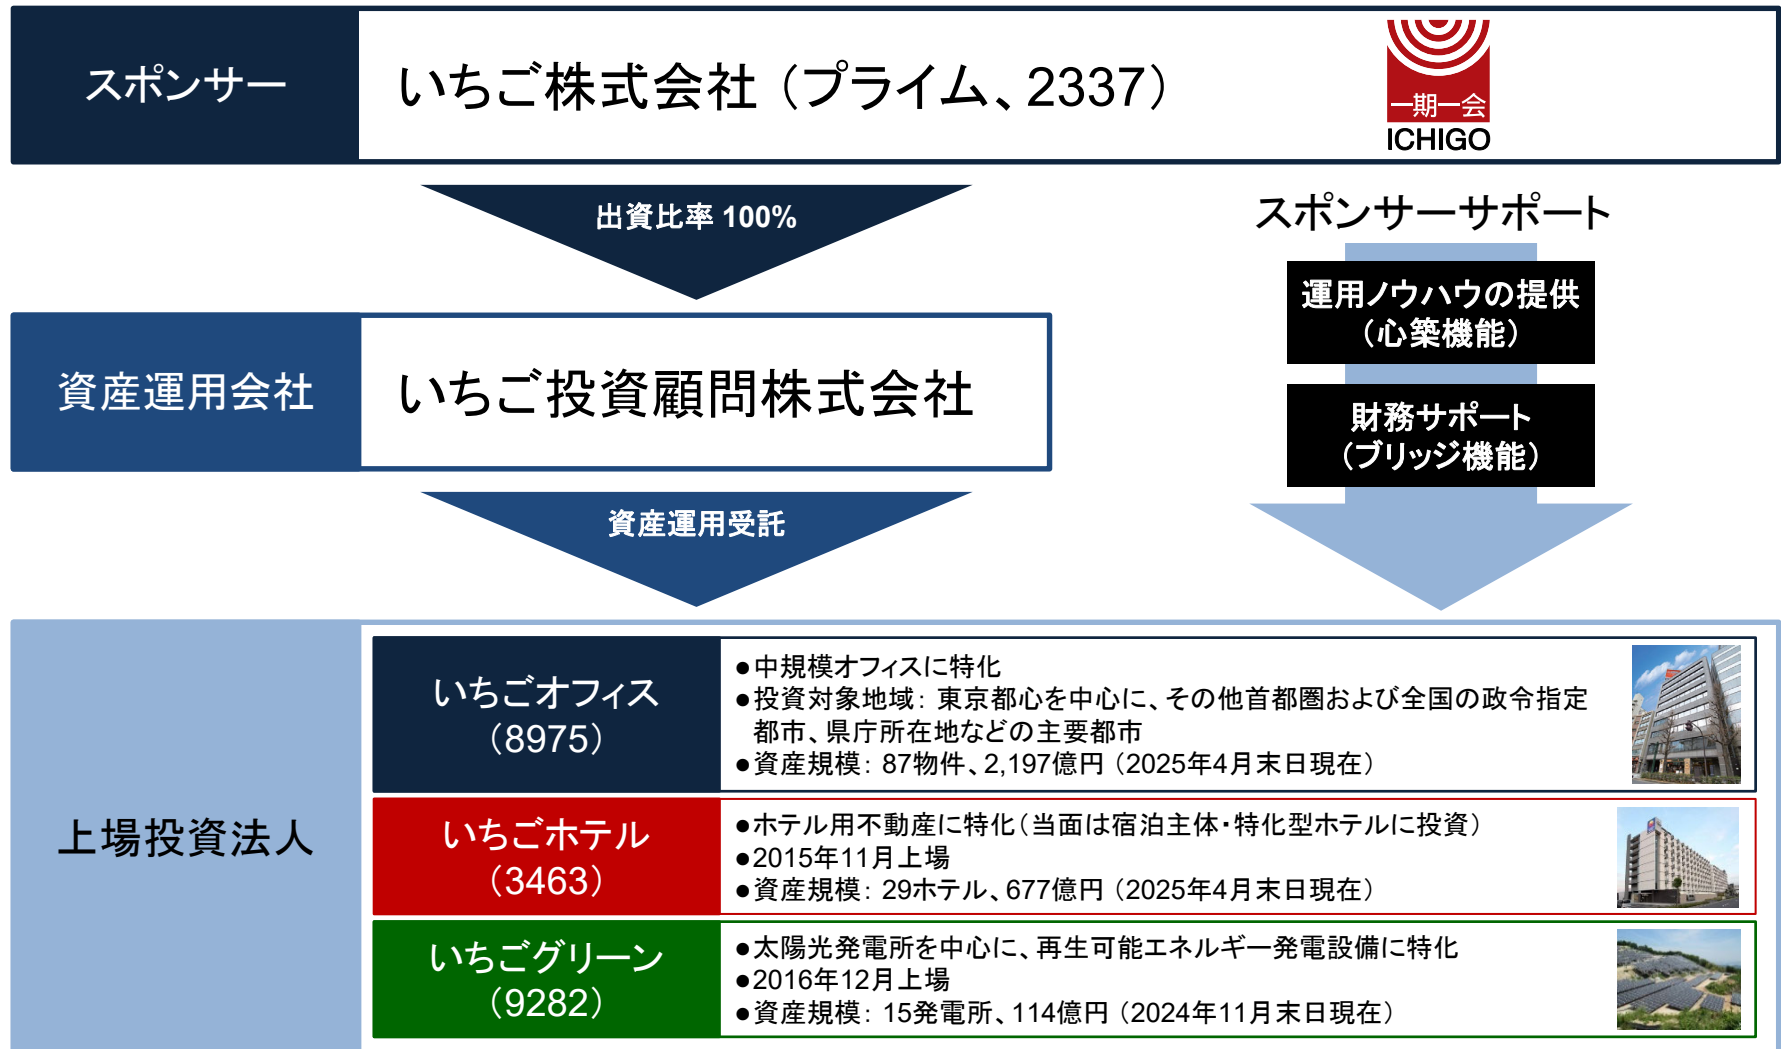 スポンサー
いちご株式会社（プライム、2337）
一期一会
ICHIGO
出資比率 100%
スポンサーサポート
運用ノウハウの提供
（心築機能）
財務サポート
（ブリッジ機能）
資産運用会社
いちご投資顧問株式会社
資産運用受託
上場投資法人
いちごオフィス
（8975）
●中規模オフィスに特化
●投資対象地域： 東京都心を中心に、その他首都圏および全国の政令指定
都市、県庁所在地などの主要都市
●資産規模： 87物件、2,197億円（2025年4月末日現在）
いちごホテル
（3463）
●ホテル用不動産に特化（当面は宿泊主体・特化型ホテルに投資）
●2015年11月上場
●資産規模： 29ホテル、677億円（2025年4月末日現在）
いちごグリーン
（9282）
●太陽光発電所を中心に、再生可能エネルギー発電設備に特化
●2016年12月上場
●資産規模： 15発電所、114億円（2024年11月末日現在）